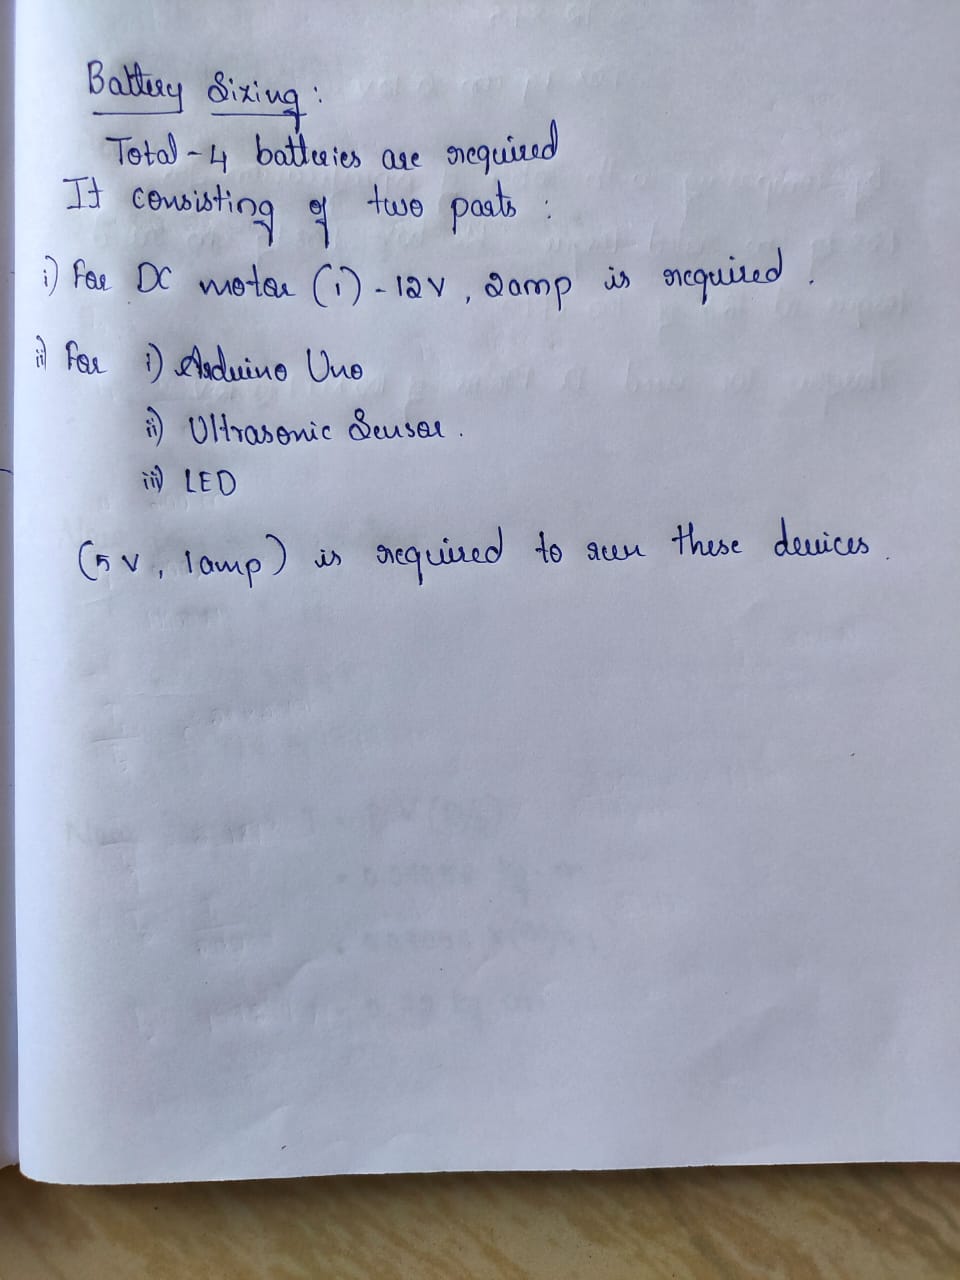 Battery Sizing :
Total - 4 batteries are required
It consisting of two parts :
i) For DC motor (1) - 12V , 2amp is required .
ii) For i) Arduino Uno
ii) Ultrasonic Sensor .
iii) LED
(5 V , 1amp) is required to run these devices .